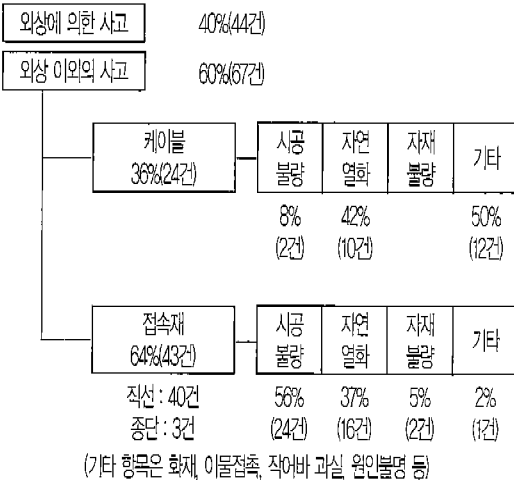 외상에 의한 사고 40%(44건)
외상 이외의 사고 60%(67건)
케이블
36%(24건)
시공
불량
자연
열화
자재
불량
기타
8%
(2건)
42%
(10건)
50%
(12건)
접속재
64%(43건)
시공
불량
자연
열화
자재
불량
기타
직선 : 40건
종단 : 3건
56%
(24건)
37%
(16건)
5%
(2건)
2%
(1건)
(기타 항목은 화재, 이물접촉, 작어바 과실, 원인불명 등)